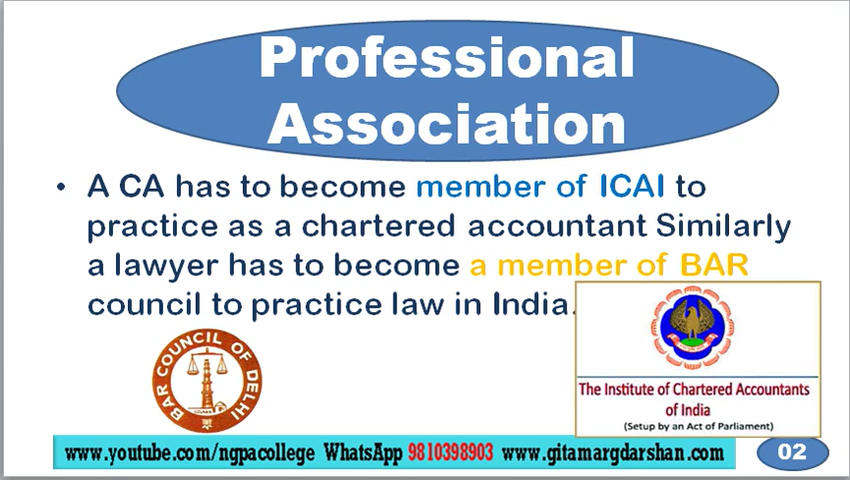 Professional
Association
• A CA has to become member of ICAI to
practice as a chartered accountant Similarly
a lawyer has to become a member of BAR
council to practice law in India.
BAR COUNCIL OF DELHI
The Institute of Chartered Accountants
of India
(Setup by an Act of Parliament)
www.youtube.com/ngpacollege WhatsApp 9810398903 www.gitamargdarshan.com
02